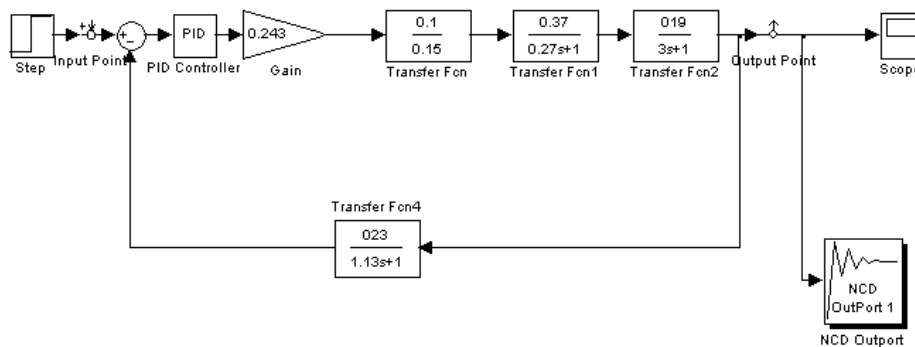 Step
Input Point
+
-
PID
PID Controller
0.243
Gain
0.1
0.15
Transfer Fcn
0.37
0.27s+1
Transfer Fcn1
019
3s+1
Transfer Fcn2
Output Point
Scope
Transfer Fcn4
023
1.13s+1
NCD
OutPort 1
NCD Outport